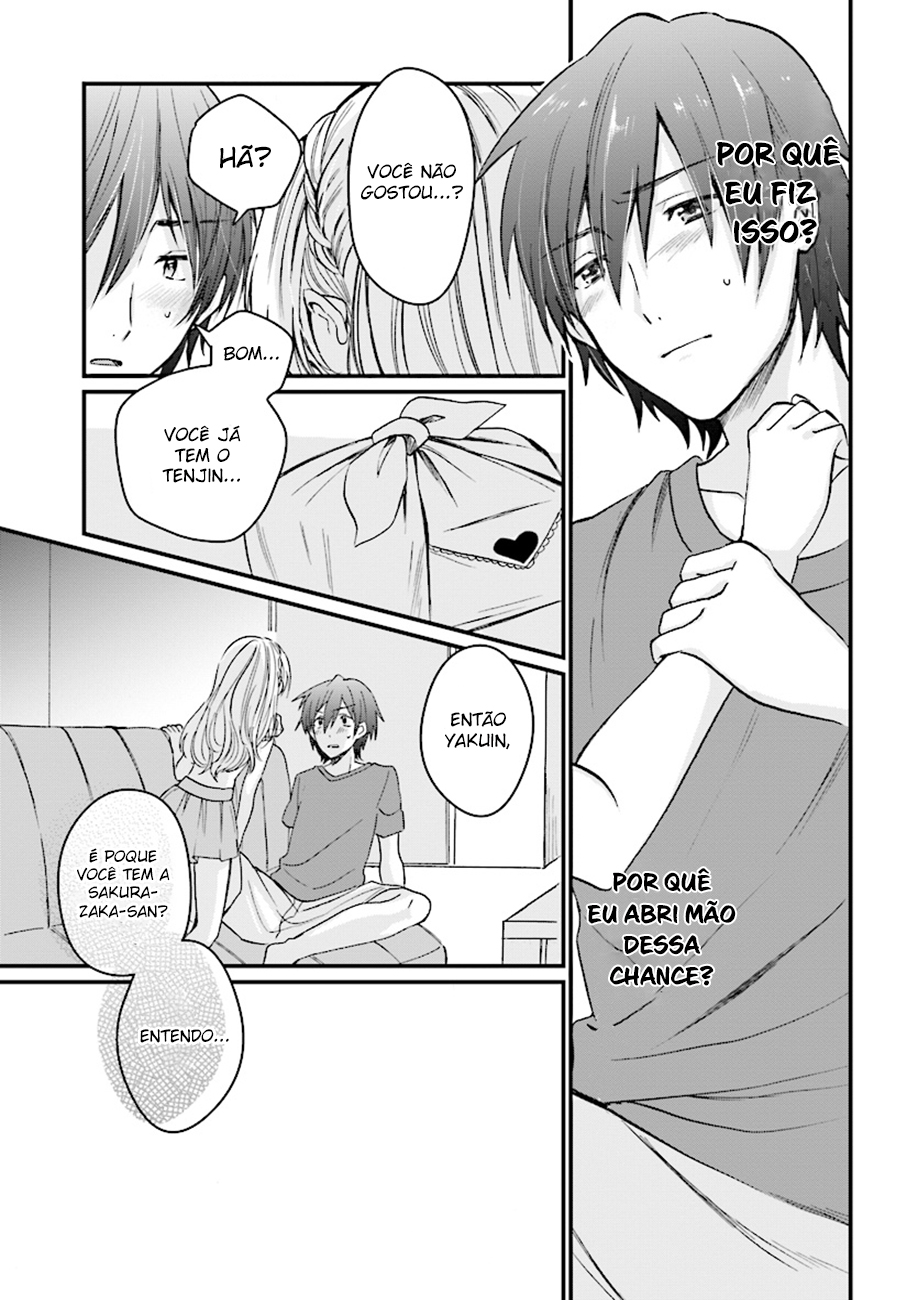 POR QUÊ
EU FIZ
ISSO?
POR QUÊ
EU ABRI MÃO
DESSA
CHANCE?
VOCÊ NÃO
GOSTOU...?
HÃ?
BOM...
VOCÊ JÁ
TEM O
TENJIN...
ENTÃO
YAKUIN,
É POQUE
VOCÊ TEM A
SAKURA-
ZAKA-SAN?
ENTENDO...